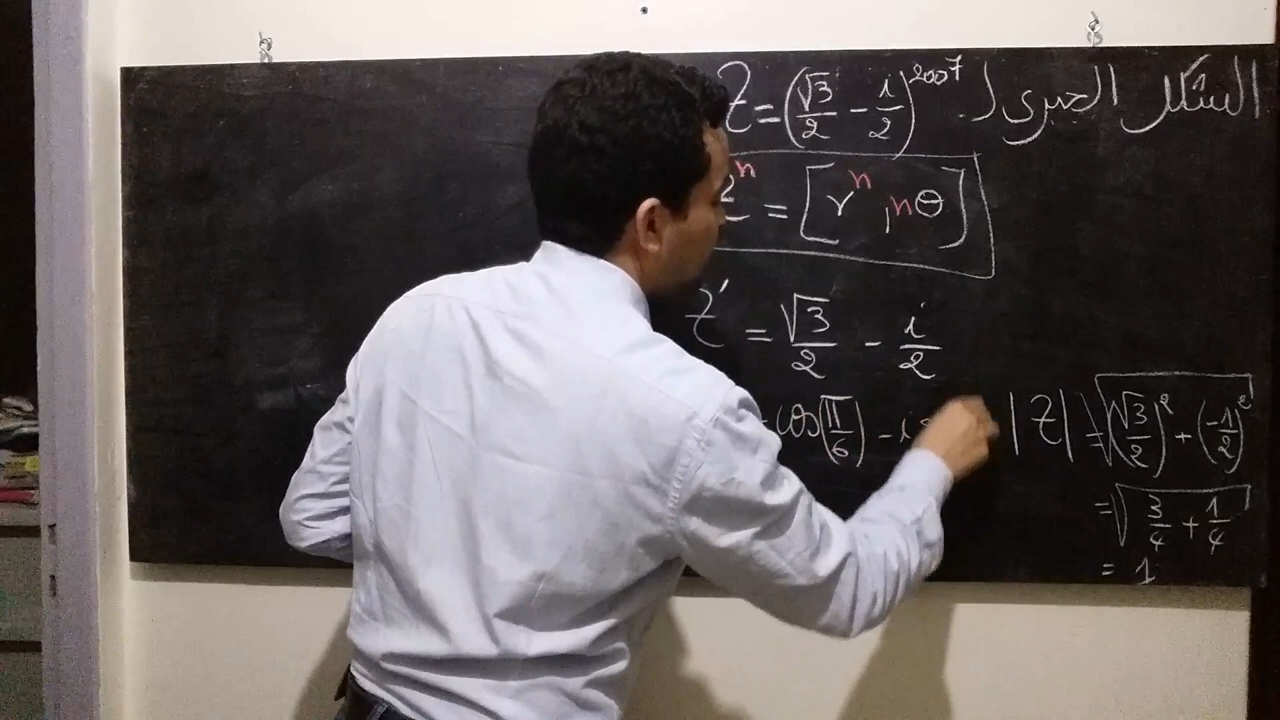 الشكل الجبري ل Z = (√3/2 - i/2)^2007
z^n = [r^n, nθ]
Z' = √3/2 - i/2
= cos(π/6) - i
|Z| = √((√3/2)^2 + (-1/2)^2)
= √(3/4 + 1/4)
= 1